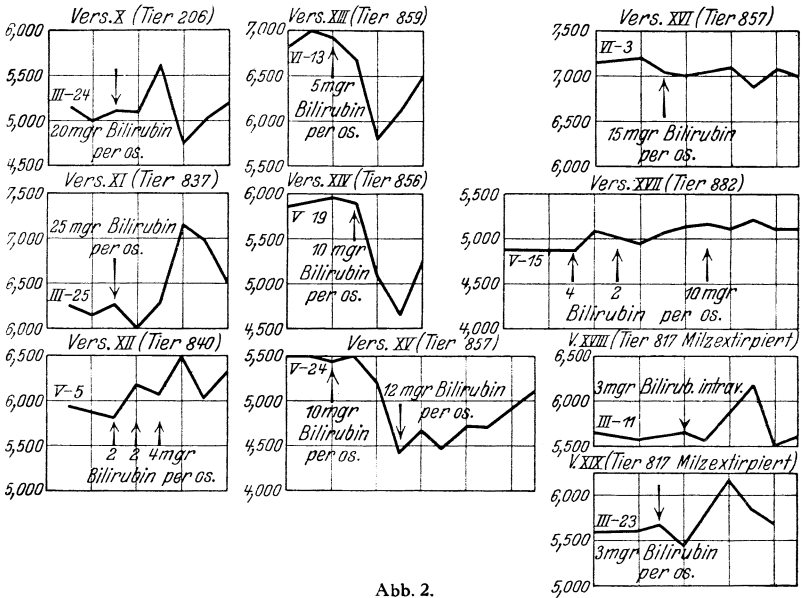 Vers. X (Tier 206)
6,000
5,500
5,000
4,500
III-24
20 mgr Bilirubin
per os.
Vers. XI (Tier 837)
7,500
7,000
6,500
6,000
25 mgr Bilirubin
per os.
III-25
Vers. XII (Tier 840)
6,500
6,000
5,500
5,000
V-5
2 2 4 mgr
Bilirubin per os.
Vers. XIII (Tier 859)
7,000
6,500
6,000
5,500
VI-13
5 mgr
Bilirubin
per os.
Vers. XIV (Tier 856)
6,000
5,500
5,000
4,500
V 19
10 mgr
Bilirubin
per os.
Vers. XV (Tier 857)
5,500
5,000
4,500
4,000
V-24
10 mgr
Bilirubin
per os.
12 mgr Bilirubin
per os.
Vers. XVI (Tier 857)
7,500
7,000
6,500
6,000
VI-3
15 mgr Bilirubin
per os.
Vers. XVII (Tier 882)
5,500
5,000
4,500
4,000
V-15
4 2 10 mgr
Bilirubin per os.
V. XVIII (Tier 817 Milzextirpiert)
6,500
6,000
5,500
3 mgr Bilirub. intrav.
III-11
V. XIX (Tier 817 Milzextirpiert)
6,000
5,500
5,000
III-23
3 mgr Bilirubin
per os.
Abb. 2.